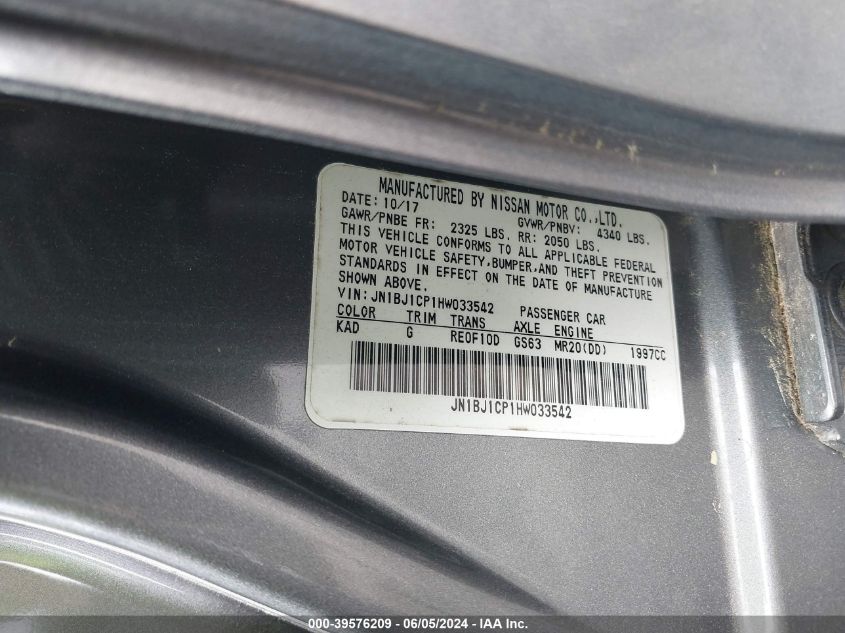 MANUFACTURED BY NISSAN MOTOR CO.,LTD.
DATE: 10/17 GVWR/PNBV: 4340 LBS.
GAWR/PNBE FR: 2325 LBS. RR: 2050 LBS.
THIS VEHICLE CONFORMS TO ALL APPLICABLE FEDERAL
MOTOR VEHICLE SAFETY,BUMPER,AND THEFT PREVENTION
STANDARDS IN EFFECT ON THE DATE OF MANUFACTURE
SHOWN ABOVE.
VIN: JN1BJ1CP1HW033542 PASSENGER CAR
COLOR TRIM TRANS AXLE ENGINE
KAD G RE0F10D GS63 MR20(DD) 1997CC
JN1BJ1CP1HW033542
000-39576209 - 06/05/2024 - IAA Inc.